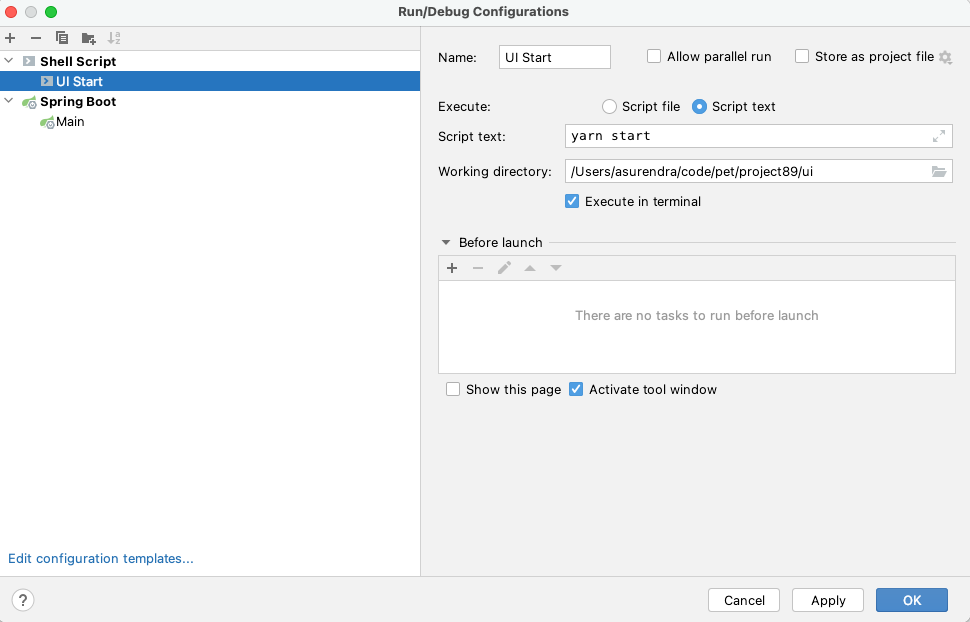 Run/Debug Configurations
Shell Script
UI Start
Spring Boot
Main
Edit configuration templates...
Name: UI Start Allow parallel run Store as project file
Execute: Script file Script text
Script text: yarn start
Working directory: /Users/asurendra/code/pet/project89/ui
Execute in terminal
Before launch
There are no tasks to run before launch
Show this page Activate tool window
? Cancel Apply OK